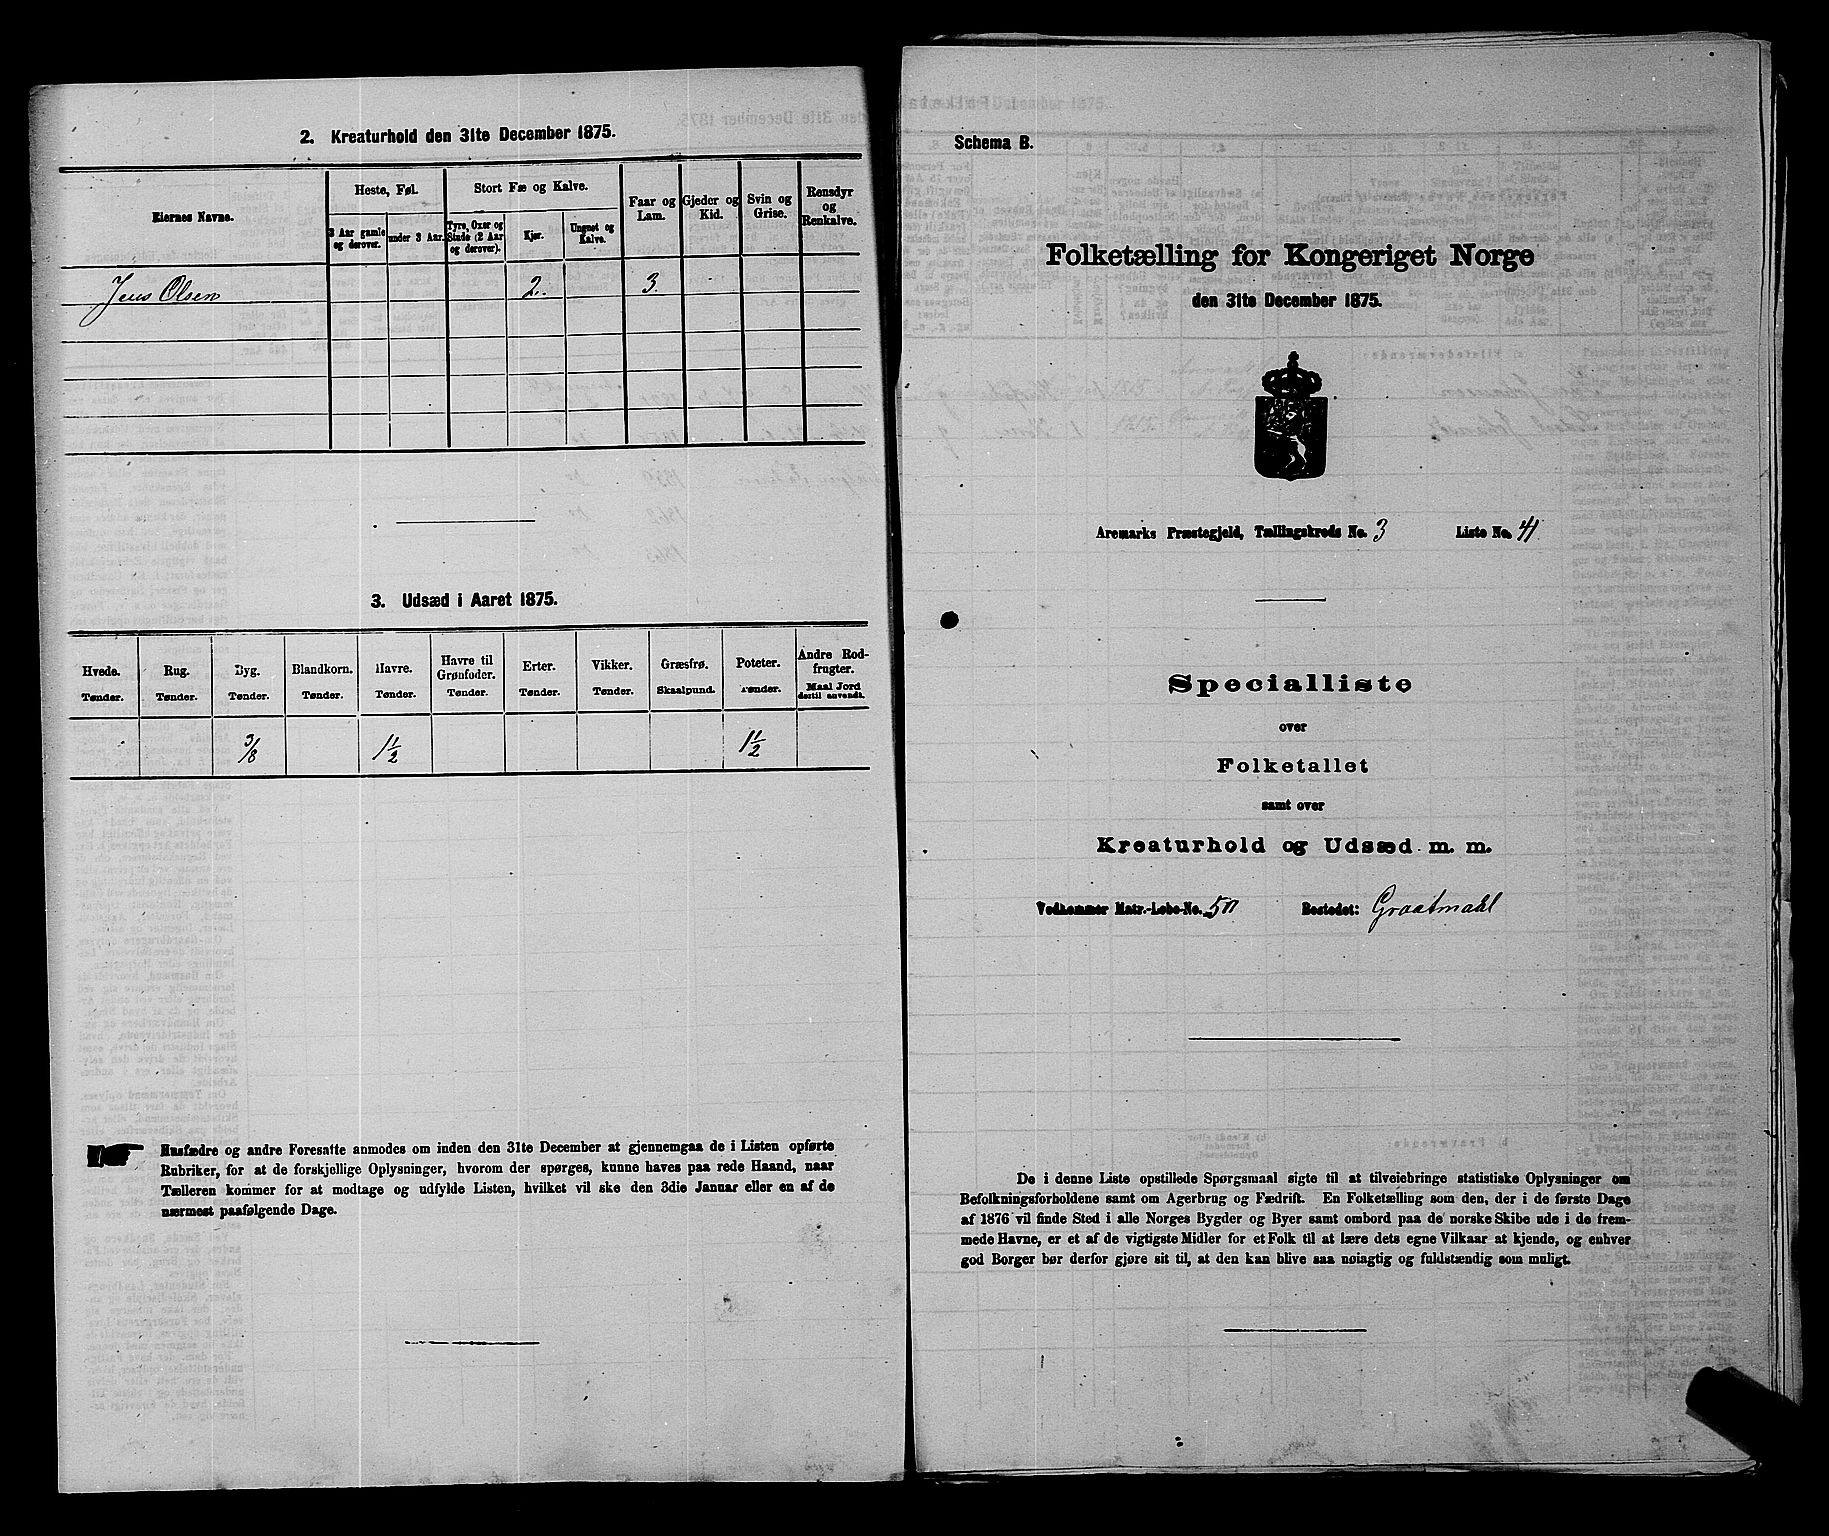 2. Kreaturhold den 31te December 1875.
Eiernes Navne.
Heste, Føl.
3 Aar gamle og derover.
under 3 Aar.
Stort Fæ og Kalve.
Tyre, Oxer og Stude (2 Aar og derover).
Kjør.
Ungnøt og Kalve.
Faar og Lam.
Gjeder og Kid.
Svin og Grise.
Rensdyr og Renkalve.
Jens Olsen 2. 3.
3. Udsæd i Aaret 1875.
Hvede. Rug. Byg. Blandkorn. Havre. Havre til Grønfoder. Erter. Vikker. Græsfrø. Poteter. Andre Rodfrugter.
Tønder. Tønder. Tønder. Tønder. Tønder. Tønder. Tønder. Tønder. Skaalpund. Tønder. Maal Jord dertil anvendt.
3/8 1 1/2 1 1/2
Husfædre og andre Foresatte anmodes om inden den 31te December at gjennemgaa de i Listen opførte
Rubriker, for at de forskjellige Oplysninger, hvorom der spørges, kunne haves paa rede Haand, naar
Tælleren kommer for at modtage og udfylde Listen, hvilket vil ske den 3die Januar eller en af de
nærmest paafølgende Dage.
Schema B.
Folketælling for Kongeriget Norge
den 31te December 1875.
Aremarks Præstegjeld, Tællingskreds No. 3 Liste No. 41
Specialliste
over
Folketallet
samt over
Kreaturhold og Udsæd m. m.
Vedkommer Matr.-Løbe-No. 50 Bostedet: Graatmahl
De i denne Liste opstillede Spørgsmaal sigte til at tilveiebringe statistiske Oplysninger om
Befolkningsforholdene samt om Agerbrug og Fædrift. En Folketælling som den, der i de første Dage
af 1876 vil finde Sted i alle Norges Bygder og Byer samt ombord paa de norske Skibe ude i de frem-
mede Havne, er et af de vigtigste Midler for et Folk til at lære dets egne Vilkaar at kjende, og enhver
god Borger bør derfor gjøre sit til, at den kan blive saa nøiagtig og fuldstændig som muligt.